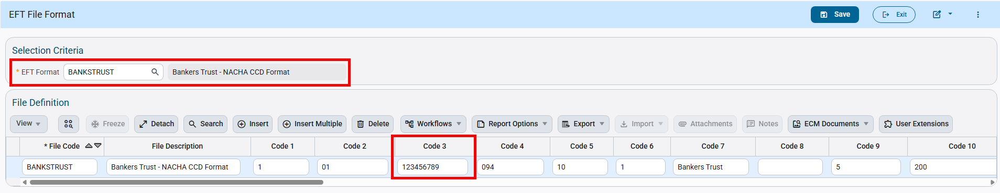 EFT File Format Save Exit
Selection Criteria
* EFT Format BANKSTRUST Bankers Trust - NACHA CCD Format
File Definition
View Freeze Detach Search Insert Insert Multiple Delete Workflows Report Options Export Import Attachments Notes ECM Documents User Extensions
* File Code File Description Code 1 Code 2 Code 3 Code 4 Code 5 Code 6 Code 7 Code 8 Code 9 Code 10
BANKSTRUST Bankers Trust - NACHA CCD Format 1 01 123456789 094 10 1 Bankers Trust 5 200